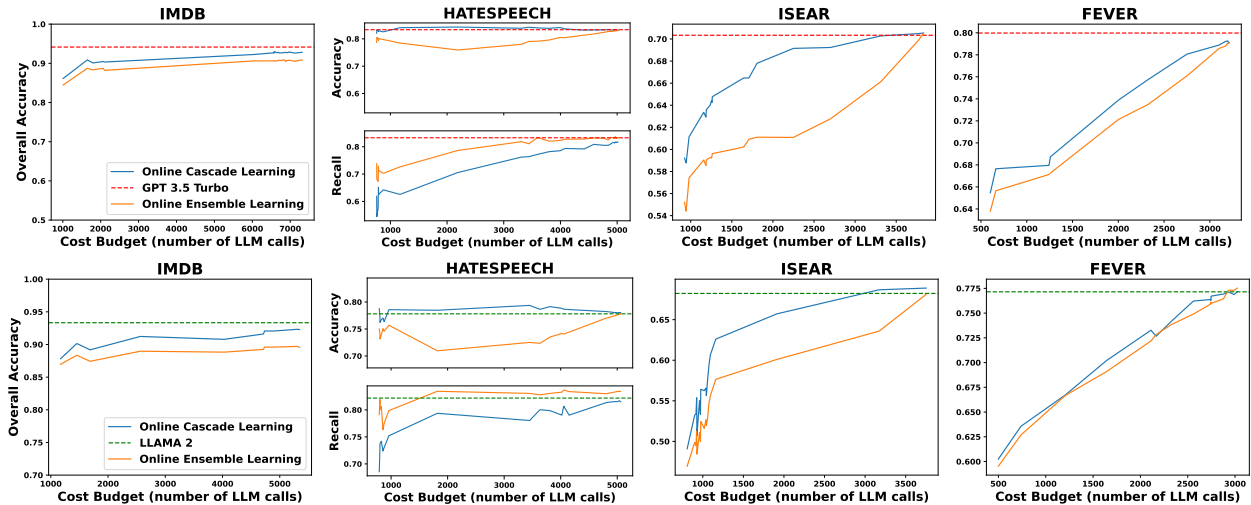 IMDB
Overall Accuracy
1.0
0.9
0.8
0.7
0.6
0.5
Online Cascade Learning
GPT 3.5 Turbo
Online Ensemble Learning
1000 2000 3000 4000 5000 6000 7000
Cost Budget (number of LLM calls)
HATESPEECH
Accuracy
0.8
0.6
Recall
0.8
0.6
1000 2000 3000 4000 5000
Cost Budget (number of LLM calls)
ISEAR
0.70
0.68
0.66
0.64
0.62
0.60
0.58
0.56
0.54
1000 1500 2000 2500 3000 3500
Cost Budget (number of LLM calls)
FEVER
0.80
0.78
0.76
0.74
0.72
0.70
0.68
0.66
0.64
500 1000 1500 2000 2500 3000
Cost Budget (number of LLM calls)
IMDB
Overall Accuracy
1.00
0.95
0.90
0.85
0.80
0.75
0.70
Online Cascade Learning
LLAMA 2
Online Ensemble Learning
1000 2000 3000 4000 5000
Cost Budget (number of LLM calls)
HATESPEECH
Accuracy
0.80
0.75
0.70
Recall
0.80
0.75
0.70
1000 2000 3000 4000 5000
Cost Budget (number of LLM calls)
ISEAR
0.65
0.60
0.55
0.50
1000 1500 2000 2500 3000 3500
Cost Budget (number of LLM calls)
FEVER
0.775
0.750
0.725
0.700
0.675
0.650
0.625
0.600
500 1000 1500 2000 2500 3000
Cost Budget (number of LLM calls)